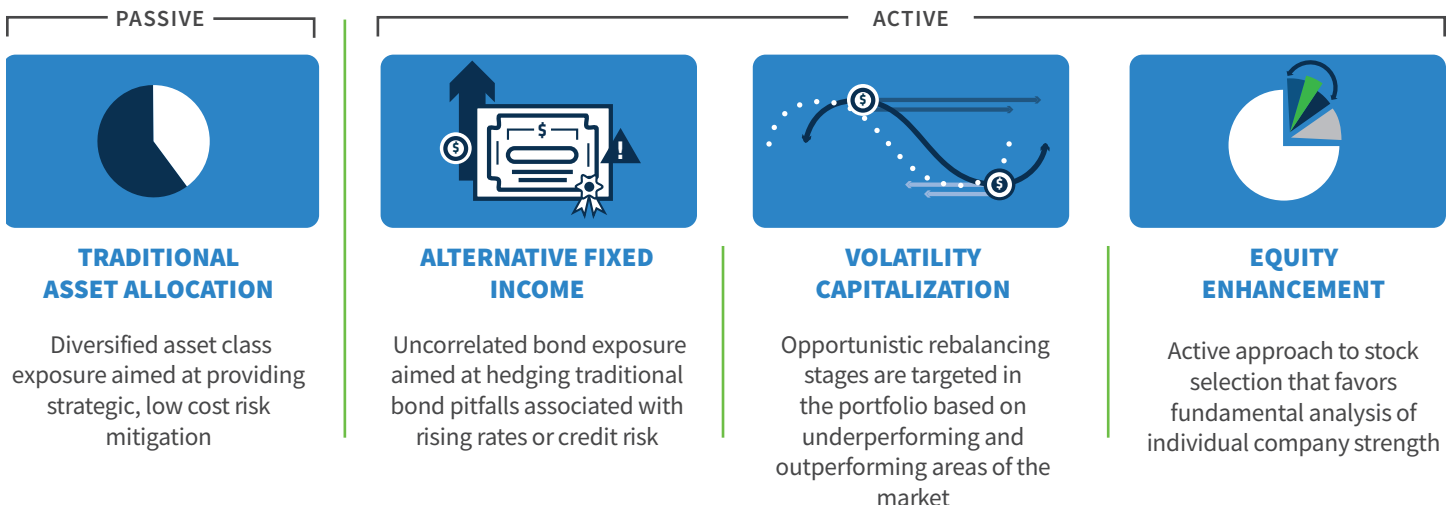 PASSIVE
ACTIVE
$
$
!
$
$
TRADITIONAL
ASSET ALLOCATION
Diversified asset class
exposure aimed at providing
strategic, low cost risk
mitigation
ALTERNATIVE FIXED
INCOME
Uncorrelated bond exposure
aimed at hedging traditional
bond pitfalls associated with
rising rates or credit risk
VOLATILITY
CAPITALIZATION
Opportunistic rebalancing
stages are targeted in
the portfolio based on
underperforming and
outperforming areas of the
market
EQUITY
ENHANCEMENT
Active approach to stock
selection that favors
fundamental analysis of
individual company strength